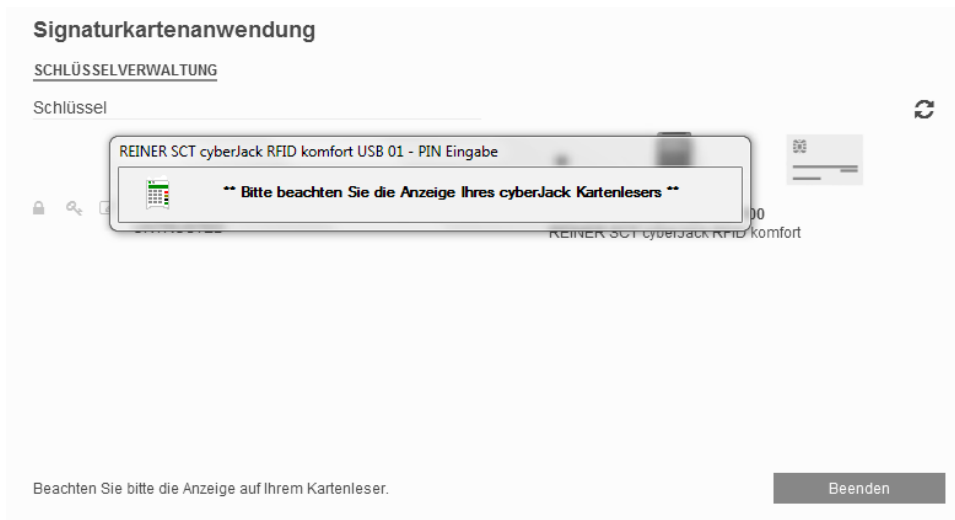 Signaturkartenanwendung
SCHLÜSSELVERWALTUNG
Schlüssel
REINER SCT cyberJack RFID komfort USB 01 - PIN Eingabe
** Bitte beachten Sie die Anzeige Ihres cyberJack Kartenlesers **
00
REINER SCT cyberJack RFID komfort
Beachten Sie bitte die Anzeige auf Ihrem Kartenleser.
Beenden